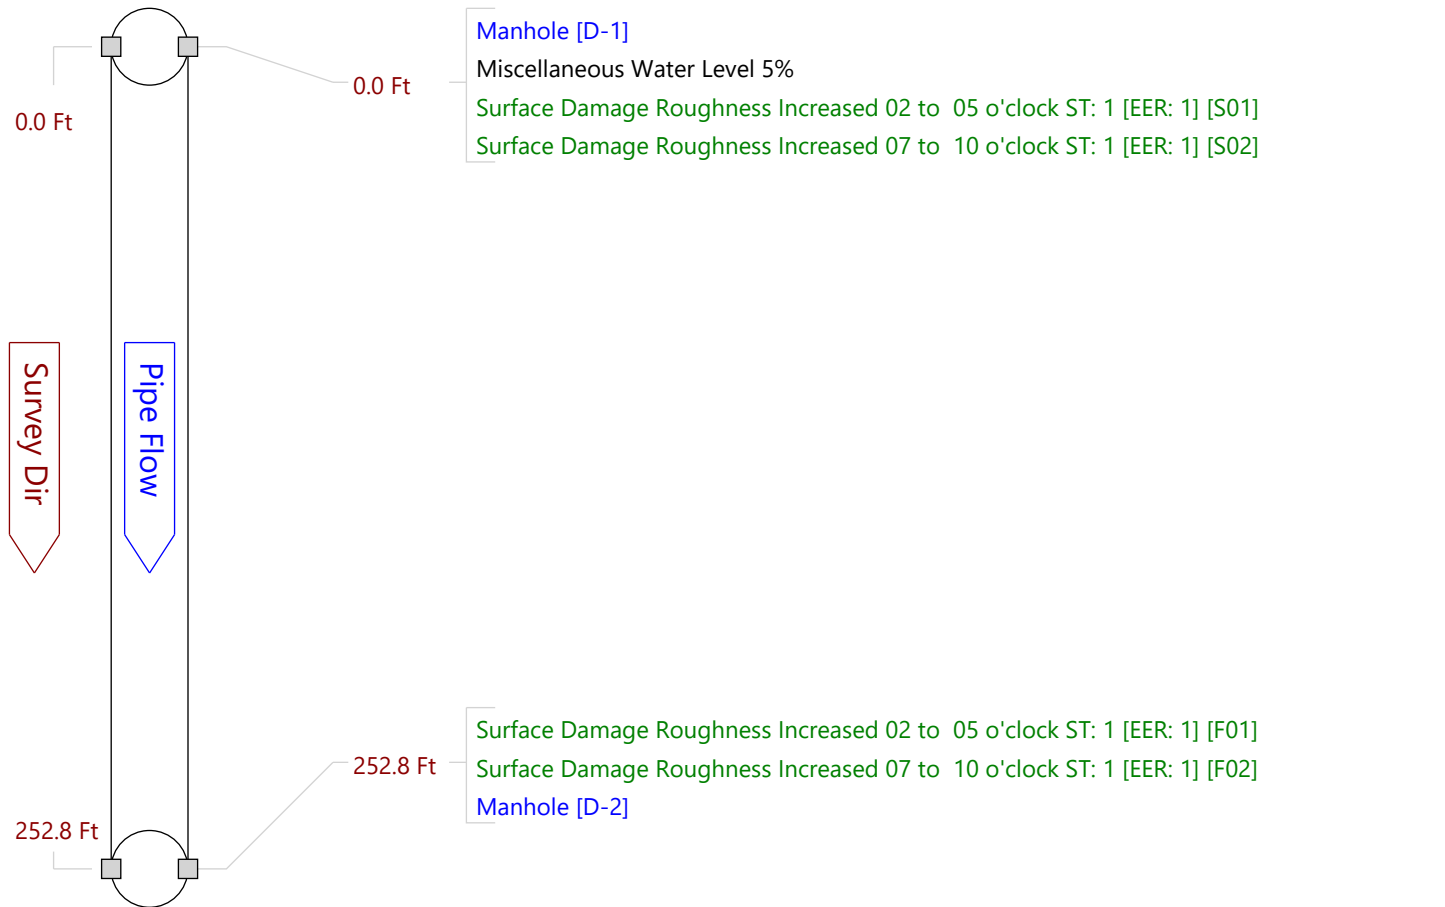 Manhole [D-1]
Miscellaneous Water Level 5%
0.0 Ft
Surface Damage Roughness Increased 02 to  05 o'clock ST: 1 [EER: 1] [S01]
0.0 Ft
Surface Damage Roughness Increased 07 to  10 o'clock ST: 1 [EER: 1] [S02]
Survey Dir
Pipe Flow
Surface Damage Roughness Increased 02 to  05 o'clock ST: 1 [EER: 1] [F01]
252.8 Ft
Surface Damage Roughness Increased 07 to  10 o'clock ST: 1 [EER: 1] [F02]
Manhole [D-2]
252.8 Ft